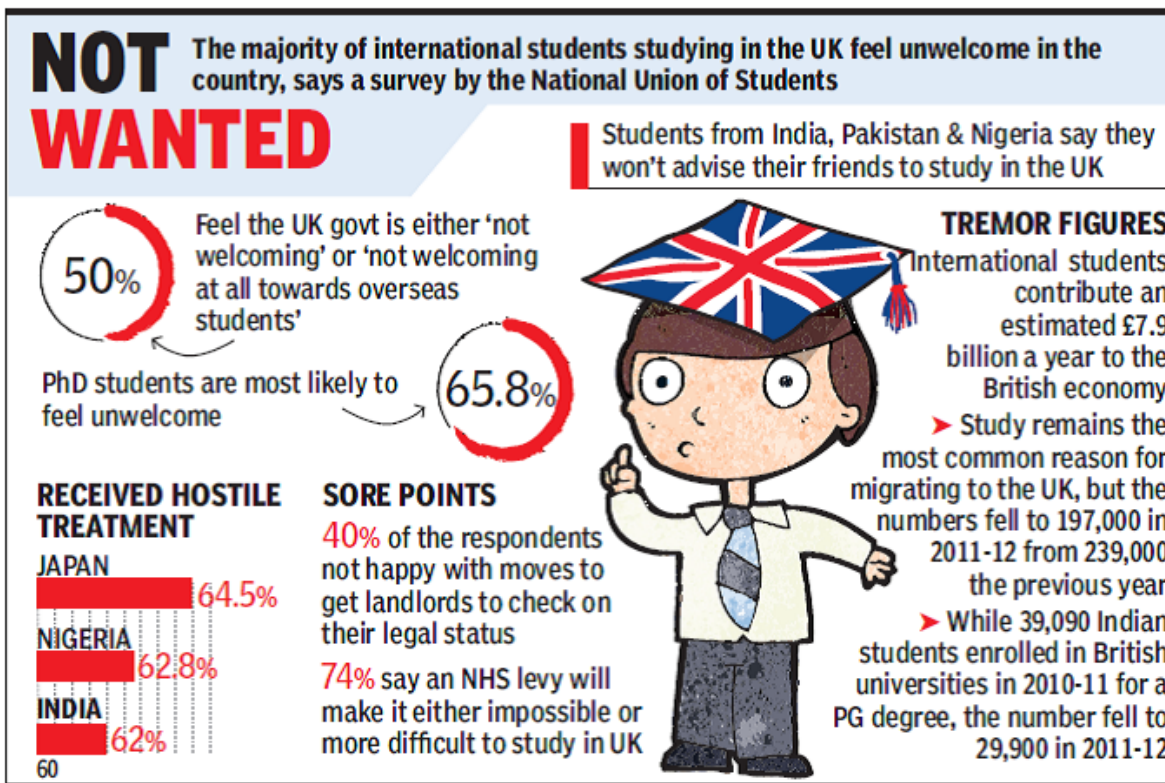 NOT
WANTED
The majority of international students studying in the UK feel unwelcome in the
country, says a survey by the National Union of Students
Students from India, Pakistan & Nigeria say they
won't advise their friends to study in the UK
50%
Feel the UK govt is either 'not
welcoming' or 'not welcoming
at all towards overseas
students'
PhD students are most likely to
feel unwelcome
65.8%
RECEIVED HOSTILE
TREATMENT
JAPAN
64.5%
NIGERIA
62.8%
INDIA
62%
60
SORE POINTS
40% of the respondents
not happy with moves to
get landlords to check on
their legal status
74% say an NHS levy will
make it either impossible or
more difficult to study in UK
TREMOR FIGURES
International students
contribute an
estimated £7.9
billion a year to the
British economy
➤ Study remains the
most common reason for
migrating to the UK, but the
numbers fell to 197,000 in
2011-12 from 239,000
the previous year
➤ While 39,090 Indian
students enrolled in British
universities in 2010-11 for a
PG degree, the number fell to
29,900 in 2011-12